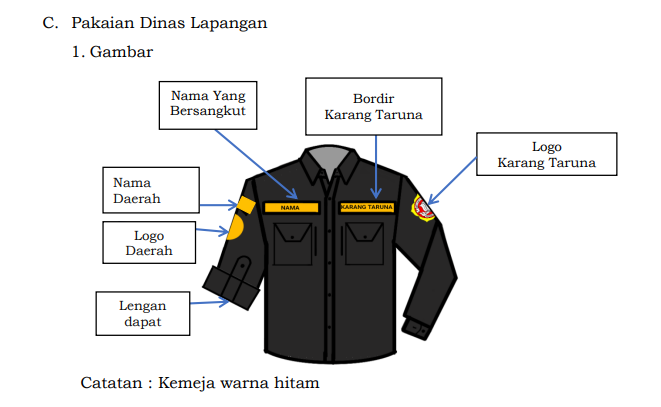 C. Pakaian Dinas Lapangan
1. Gambar
Nama Yang
Bersangkut
Bordir
Karang Taruna
Logo
Karang Taruna
Nama
Daerah
NAMA
KARANG TARUNA
Logo
Daerah
Lengan
dapat
Catatan : Kemeja warna hitam